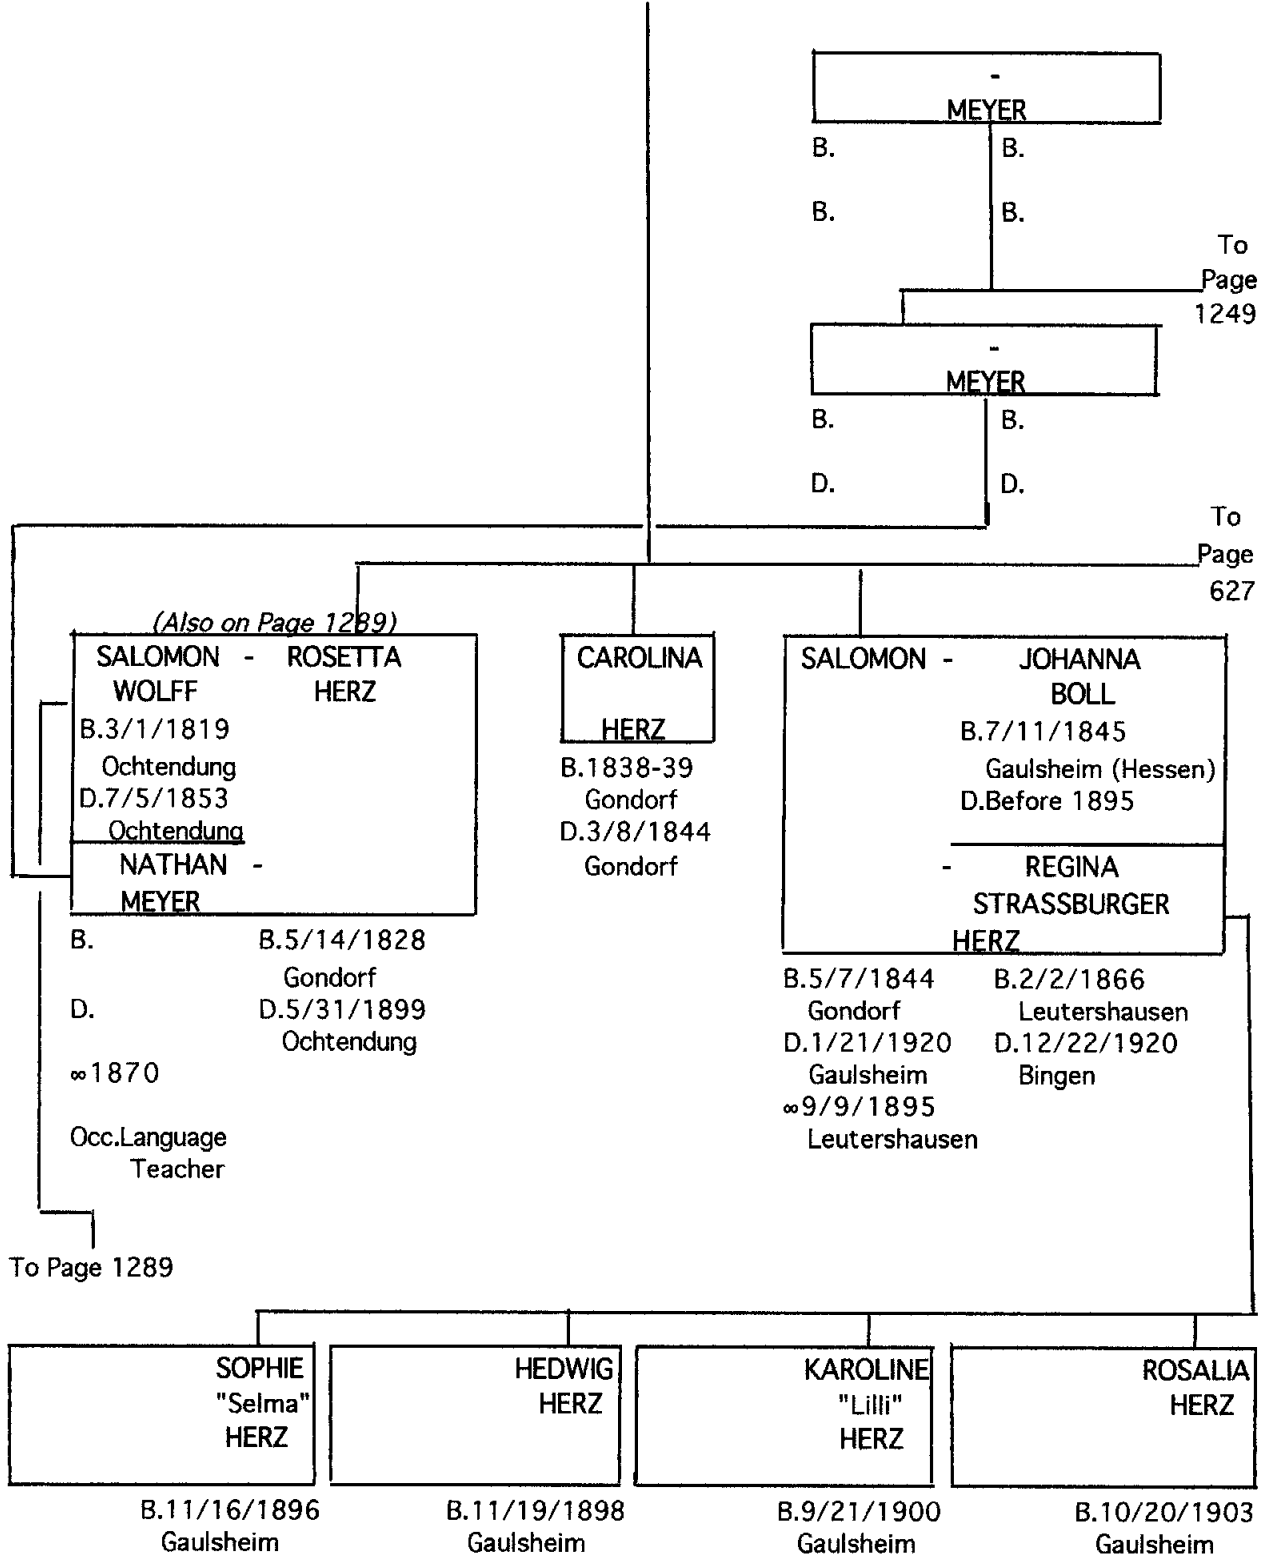 -
MEYER
B. B.
B. B.
To
Page
1249
-
MEYER
B. B.
D. D.
To
Page
627
(Also on Page 1289)
SALOMON - ROSETTA
WOLFF HERZ
B.3/1/1819
Ochtendung
D.7/5/1853
Ochtendung
NATHAN -
MEYER
B. B.5/14/1828
Gondorf
D. D.5/31/1899
Ochtendung
∞1870
Occ.Language
Teacher
To Page 1289
CAROLINA
HERZ
B.1838-39
Gondorf
D.3/8/1844
Gondorf
SALOMON - JOHANNA
BOLL
B.7/11/1845
Gaulsheim (Hessen)
D.Before 1895
- REGINA
STRASSBURGER
HERZ
B.5/7/1844 B.2/2/1866
Gondorf Leutershausen
D.1/21/1920 D.12/22/1920
Gaulsheim Bingen
∞9/9/1895
Leutershausen
SOPHIE
"Selma"
HERZ
B.11/16/1896
Gaulsheim
HEDWIG
HERZ
B.11/19/1898
Gaulsheim
KAROLINE
"Lilli"
HERZ
B.9/21/1900
Gaulsheim
ROSALIA
HERZ
B.10/20/1903
Gaulsheim